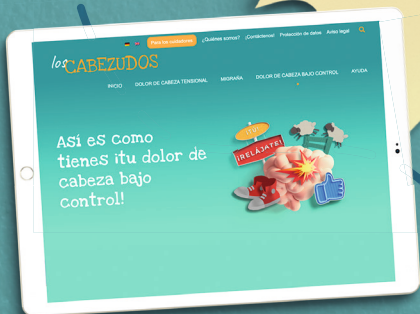 Para tus cuidadores ¿Quiénes somos? ¡Contáctenos! Protección de datos Aviso legal
los CABEZUDOS
INICIO DOLOR DE CABEZA TENSIONAL MIGRAÑA DOLOR DE CABEZA BAJO CONTROL AYUDA
Así es como
tienes ¡tu dolor de
cabeza bajo
control!
¡RELÁJATE!